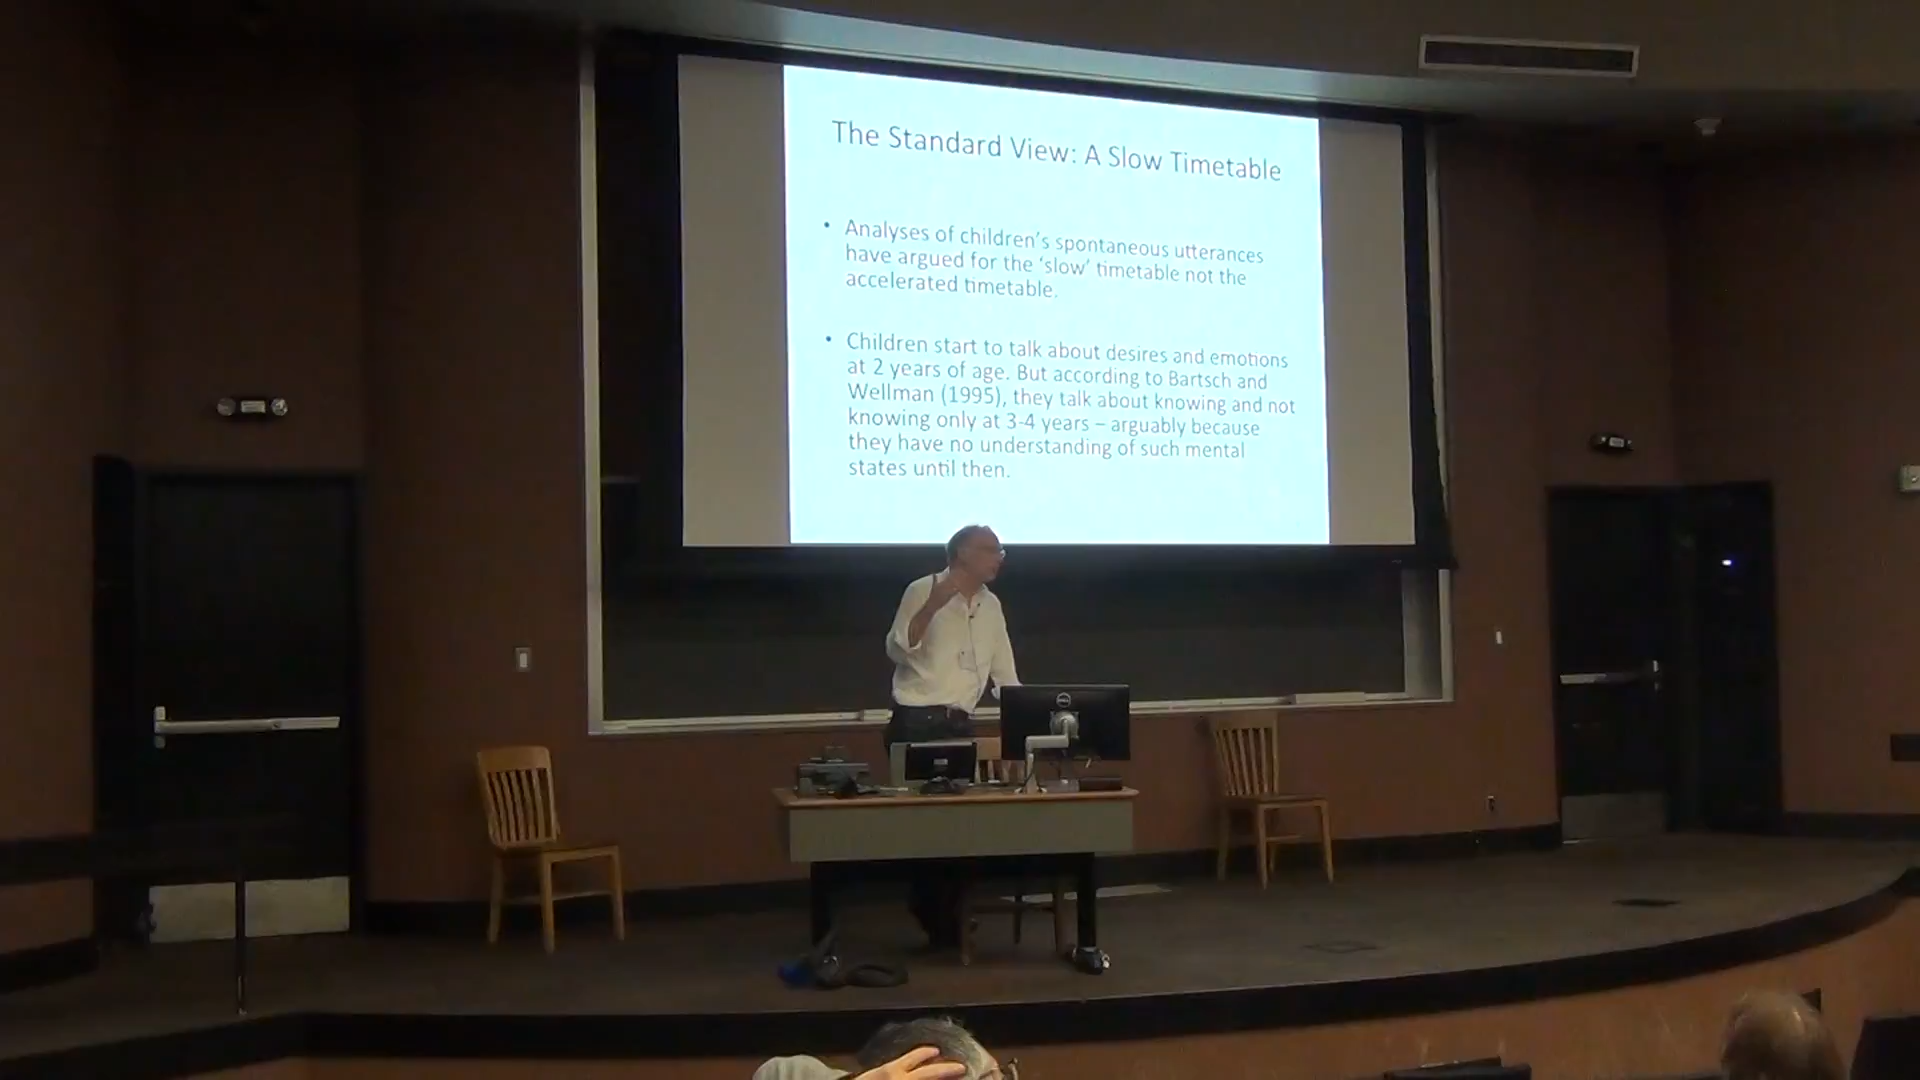 The Standard View: A Slow Timetable
• Analyses of children's spontaneous utterances
have argued for the 'slow' timetable not the
accelerated timetable.
• Children start to talk about desires and emotions
at 2 years of age. But according to Bartsch and
Wellman (1995), they talk about knowing and not
knowing only at 3-4 years – arguably because
they have no understanding of such mental
states until then.